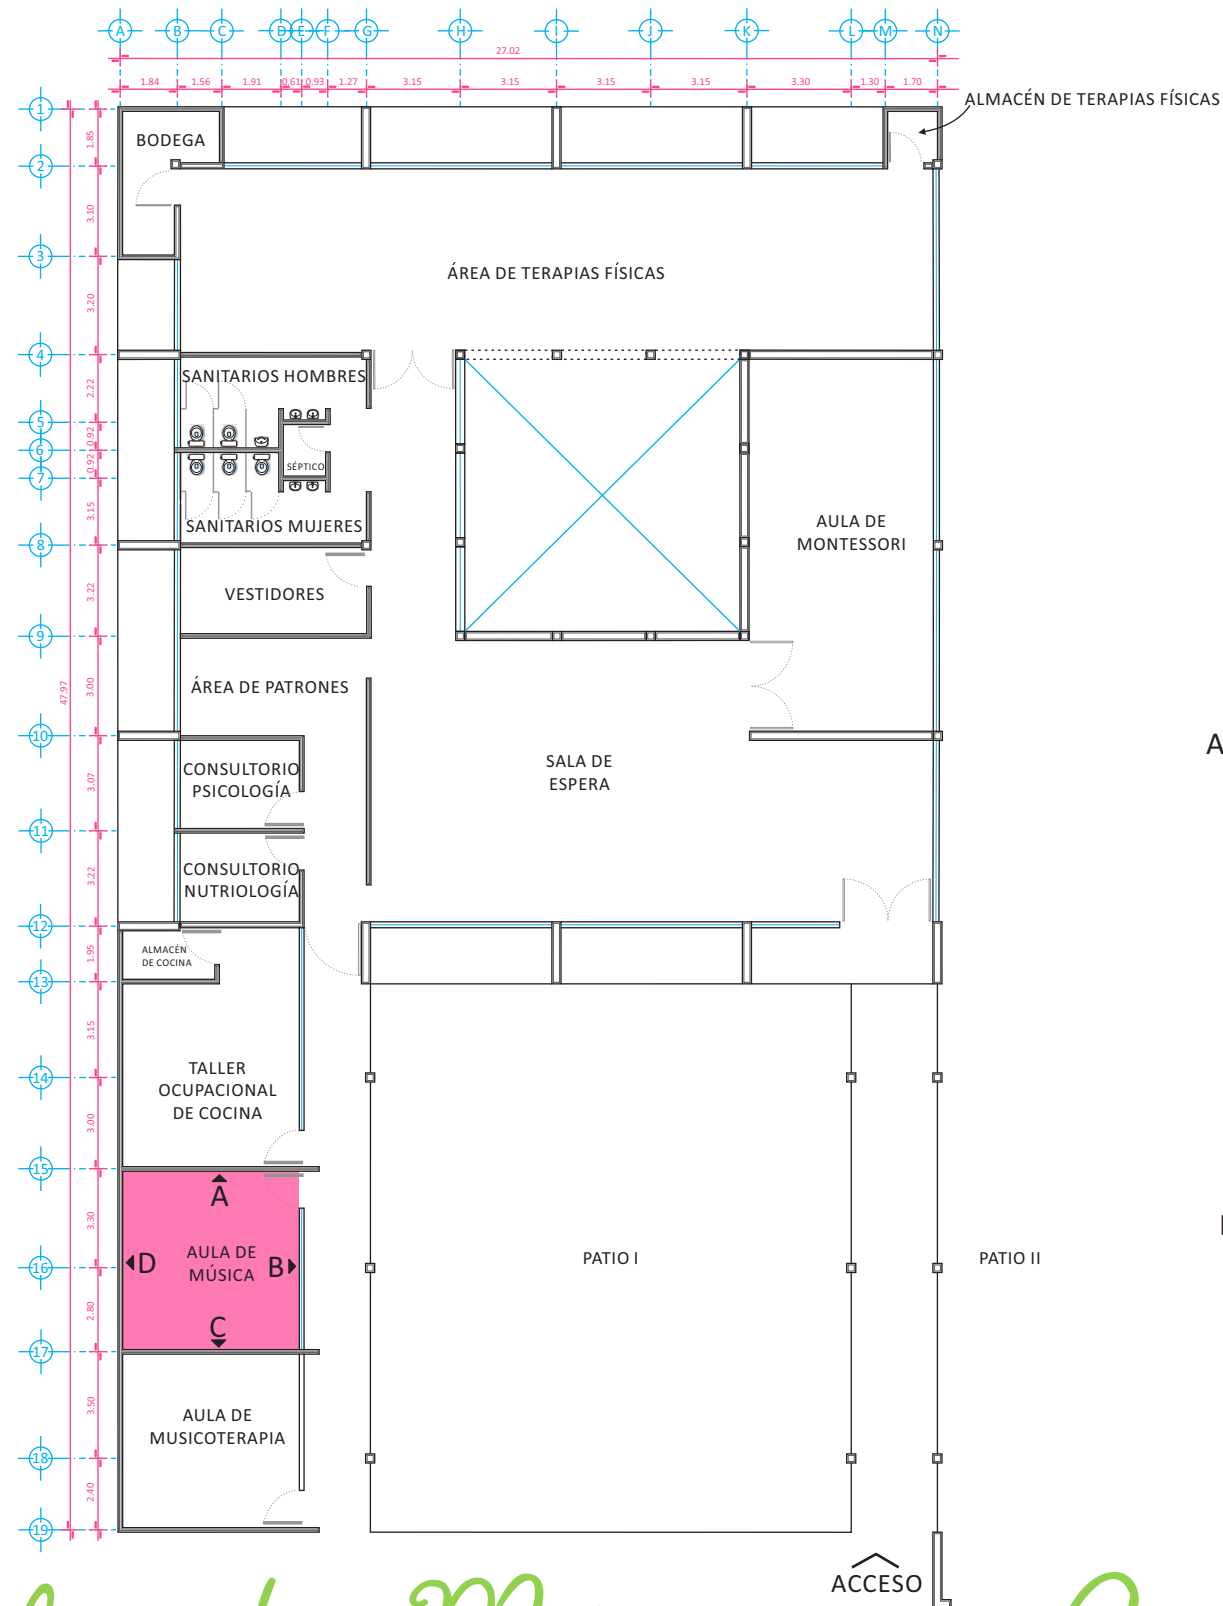 A B C D E F G H I J K L M N
27.02
1.84 1.56 1.91 0.61 0.93 1.27 3.15 3.15 3.15 3.15 3.30 1.30 1.70
ALMACÉN DE TERAPIAS FÍSICAS
1
1.85
BODEGA
2
3.10
3
ÁREA DE TERAPIAS FÍSICAS
3.20
4
2.22
SANITARIOS HOMBRES
5
0.92
6
0.92
SÉPTICO
7
3.15
SANITARIOS MUJERES
8
AULA DE
MONTESSORI
3.22
VESTIDORES
9
47.97
3.00
ÁREA DE PATRONES
10
3.07
CONSULTORIO
PSICOLOGÍA
SALA DE
ESPERA
A
11
3.22
CONSULTORIO
NUTRIOLOGÍA
12
1.95
ALMACÉN
DE COCINA
13
3.15
TALLER
OCUPACIONAL
DE COCINA
14
3.00
15
A
3.30
D
AULA DE
MÚSICA
B
16
PATIO I
PATIO II
2.80
C
17
3.50
AULA DE
MUSICOTERAPIA
18
2.40
19
ACCESO